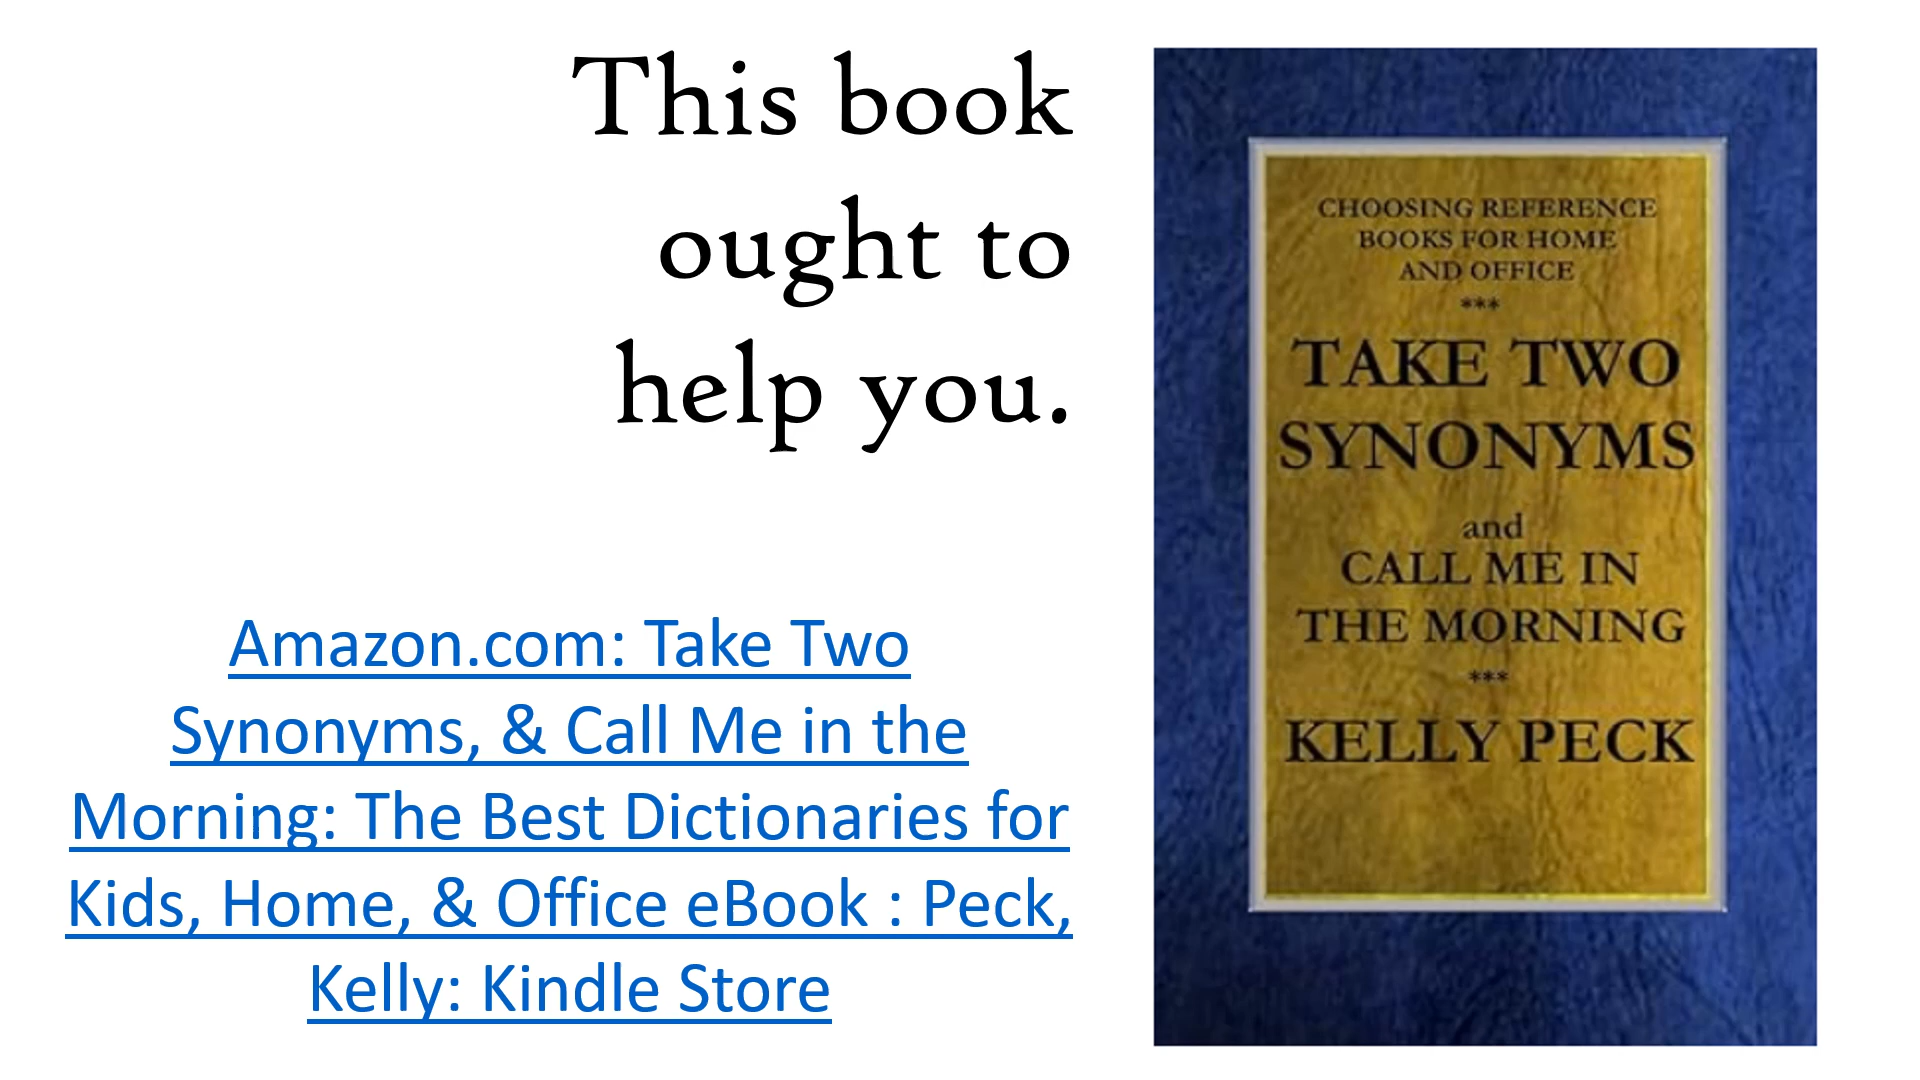 This book
ought to
help you.
Amazon.com: Take Two
Synonyms, & Call Me in the
Morning: The Best Dictionaries for
Kids, Home, & Office eBook : Peck,
Kelly: Kindle Store
CHOOSING REFERENCE
BOOKS FOR HOME
AND OFFICE
***
TAKE TWO
SYNONYMS
and
CALL ME IN
THE MORNING
***
KELLY PECK